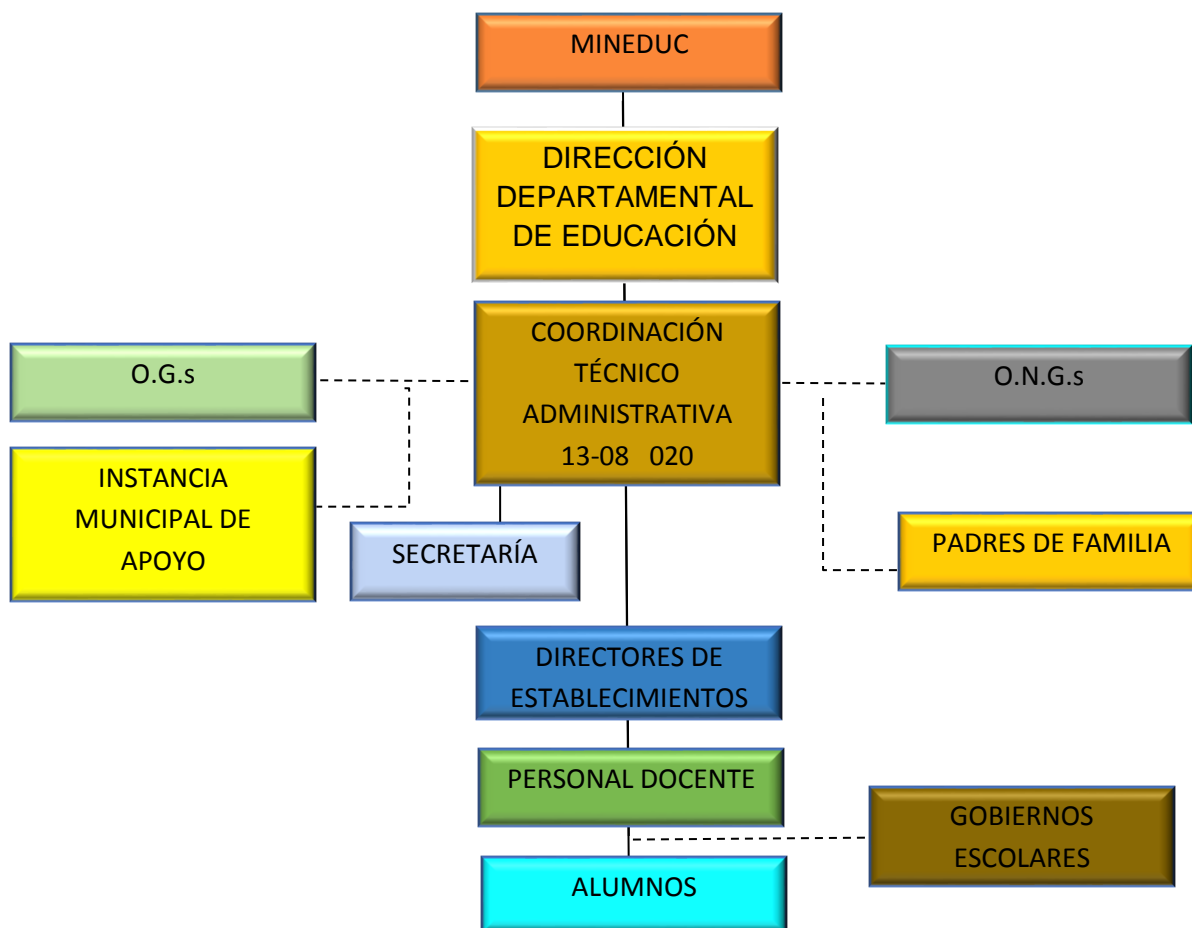 MINEDUC
DIRECCIÓN
DEPARTAMENTAL
DE EDUCACIÓN
COORDINACIÓN
TÉCNICO
ADMINISTRATIVA
13-08 020
O.G.s
O.N.G.s
INSTANCIA
MUNICIPAL DE
APOYO
SECRETARÍA
PADRES DE FAMILIA
DIRECTORES DE
ESTABLECIMIENTOS
PERSONAL DOCENTE
GOBIERNOS
ESCOLARES
ALUMNOS